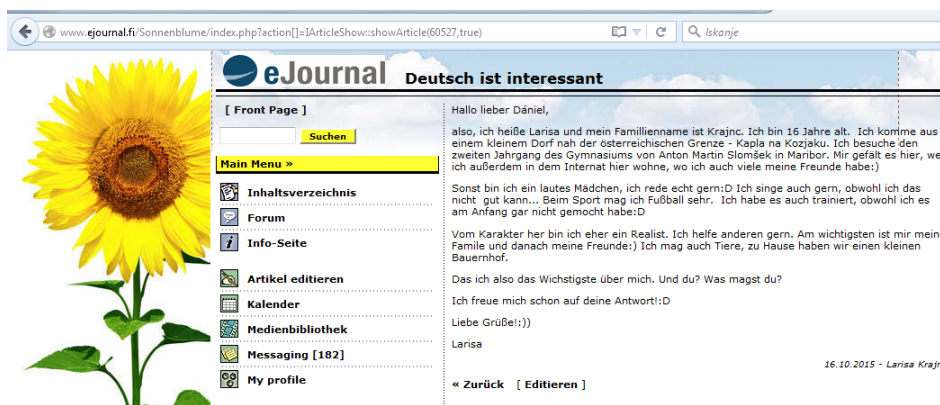 www.ejournal.fi/Sonnenblume/index.php?action[]=IArticleShow::showArticle(60527,true)
Iskanje
eJournal Deutsch ist interessant
[ Front Page ]
Suchen
Main Menu »
Inhaltsverzeichnis
Forum
Info-Seite
Artikel editieren
Kalender
Medienbibliothek
Messaging [182]
My profile
Hallo lieber Dániel,
also, ich heiße Larisa und mein Famillienname ist Krajnc. Ich bin 16 Jahre alt. Ich komme aus
einem kleinem Dorf nah der österreichischen Grenze - Kapla na Kozjaku. Ich besuche den
zweiten Jahrgang des Gymnasiums von Anton Martin Slomšek in Maribor. Mir gefält es hier, we
ich außerdem in dem Internat hier wohne, wo ich auch viele meine Freunde habe:)
Sonst bin ich ein lautes Mädchen, ich rede echt gern:D Ich singe auch gern, obwohl ich das
nicht gut kann... Beim Sport mag ich Fußball sehr. Ich habe es auch trainiert, obwohl ich es
am Anfang gar nicht gemocht habe:D
Vom Karakter her bin ich eher ein Realist. Ich helfe anderen gern. Am wichtigsten ist mir mein
Famile und danach meine Freunde:) Ich mag auch Tiere, zu Hause haben wir einen kleinen
Bauernhof.
Das ich also das Wichstigste über mich. Und du? Was magst du?
Ich freue mich schon auf deine Antwort!:D
Liebe Grüße!:))
Larisa
16.10.2015 - Larisa Krajn
« Zurück [ Editieren ]